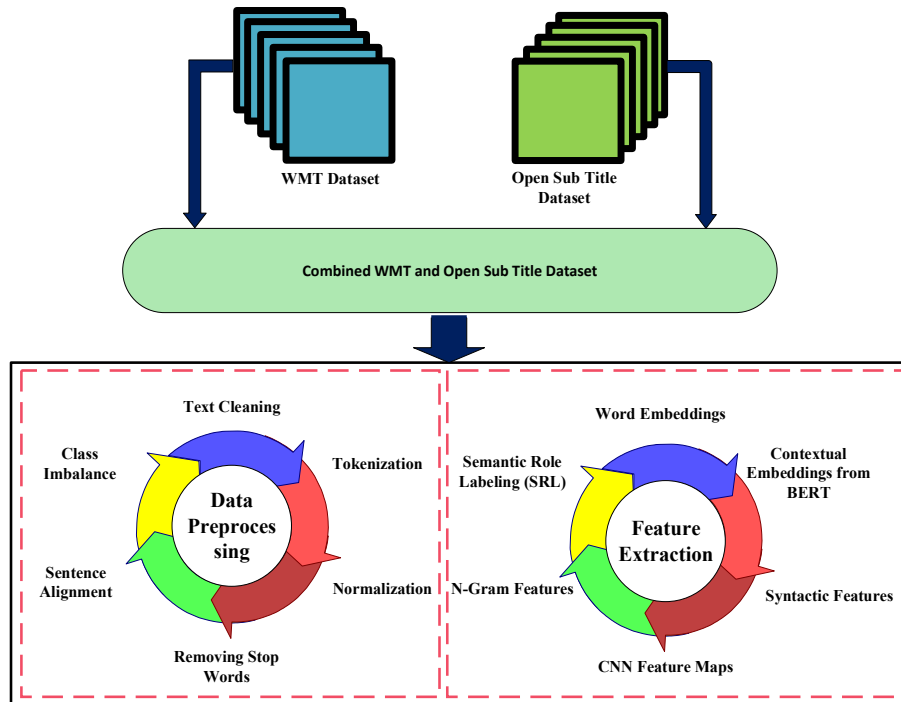 WMT Dataset
Open Sub Title
Dataset
Combined WMT and Open Sub Title Dataset
Text Cleaning
Class
Imbalance
Tokenization
Data
Preproces
sing
Sentence
Alignment
Normalization
Removing Stop
Words
Word Embeddings
Semantic Role
Labeling (SRL)
Contextual
Embeddings from
BERT
Feature
Extraction
N-Gram Features
Syntactic Features
CNN Feature Maps